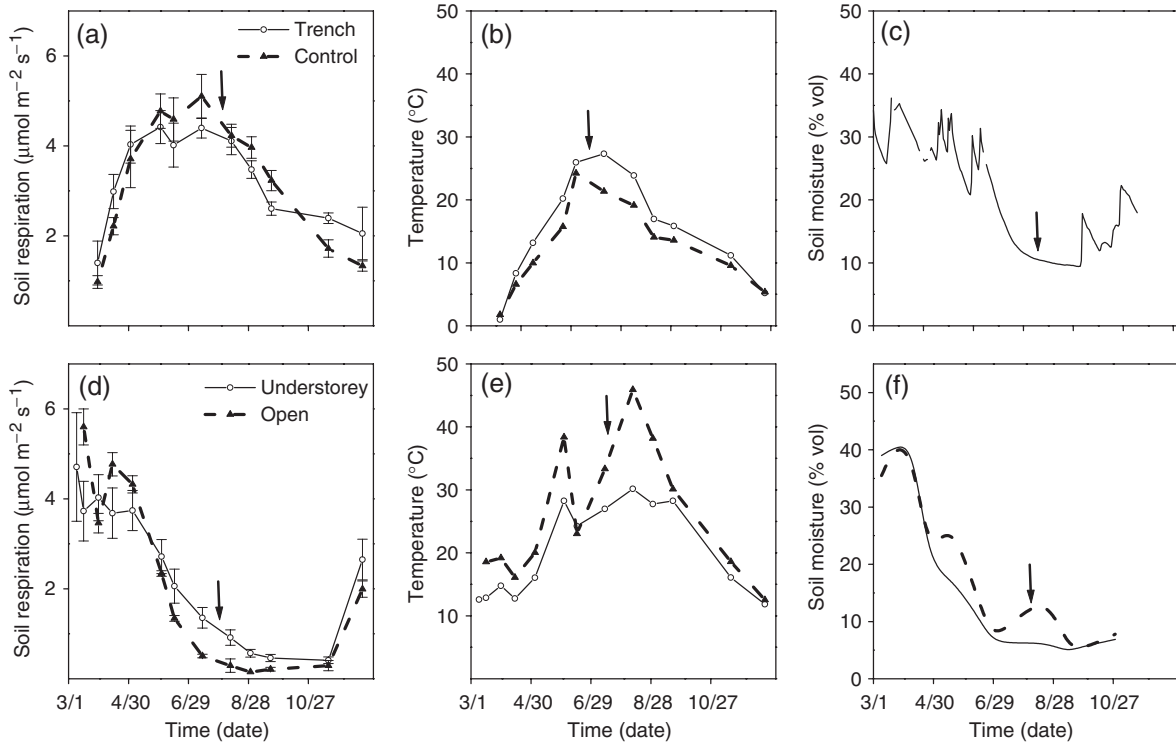 (a)
Trench
Control
6
4
2
Soil respiration (μmol m⁻² s⁻¹)
(b)
50
40
30
20
10
0
Temperature (°C)
(c)
50
40
30
20
10
0
Soil moisture (% vol)
(d)
Understorey
Open
6
4
2
Soil respiration (μmol m⁻² s⁻¹)
3/1 4/30 6/29 8/28 10/27
Time (date)
(e)
50
40
30
20
10
Temperature (°C)
3/1 4/30 6/29 8/28 10/27
Time (date)
(f)
50
40
30
20
10
0
Soil moisture (% vol)
3/1 4/30 6/29 8/28 10/27
Time (date)